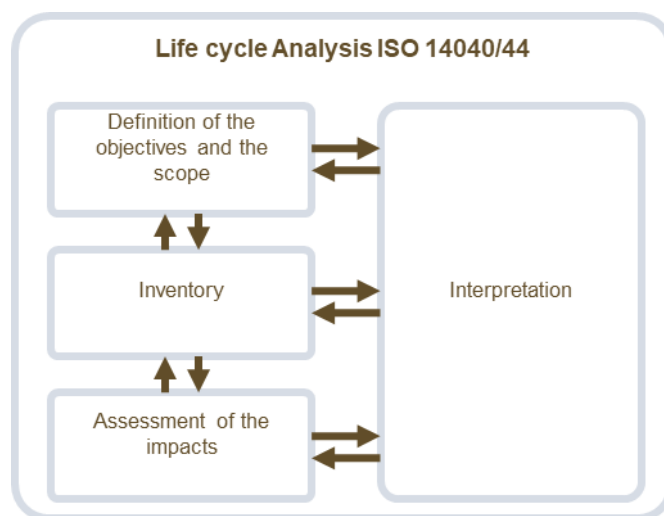 Life cycle Analysis ISO 14040/44
Definition of the
objectives and the
scope
Inventory
Interpretation
Assessment of the
impacts